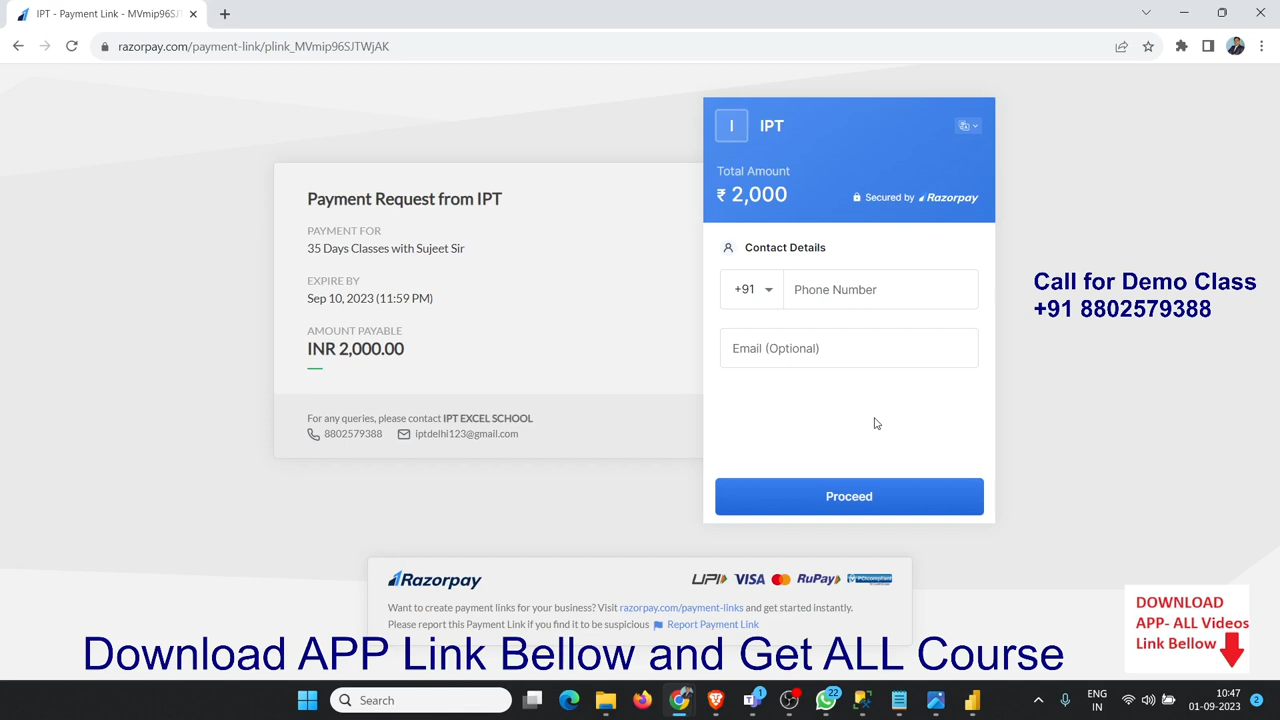 IPT - Payment Link - MVmip96SJT
razorpay.com/payment-link/plink_MVmip96SJTWjAK
I IPT
Total Amount
₹ 2,000
Secured by Razorpay
Payment Request from IPT
PAYMENT FOR
35 Days Classes with Sujeet Sir
EXPIRE BY
Sep 10, 2023 (11:59 PM)
AMOUNT PAYABLE
INR 2,000.00
For any queries, please contact IPT EXCEL SCHOOL
8802579388 iptdelhi123@gmail.com
Contact Details
+91 Phone Number
Email (Optional)
Proceed
Call for Demo Class
+91 8802579388
Razorpay UPI VISA RuPay
Want to create payment links for your business? Visit razorpay.com/payment-links and get started instantly.
Please report this Payment Link if you find it to be suspicious Report Payment Link
DOWNLOAD
APP- ALL Videos
Link Bellow
Download APP Link Bellow and Get ALL Course
Search
1
22
ENG
IN
10:47
01-09-2023
2